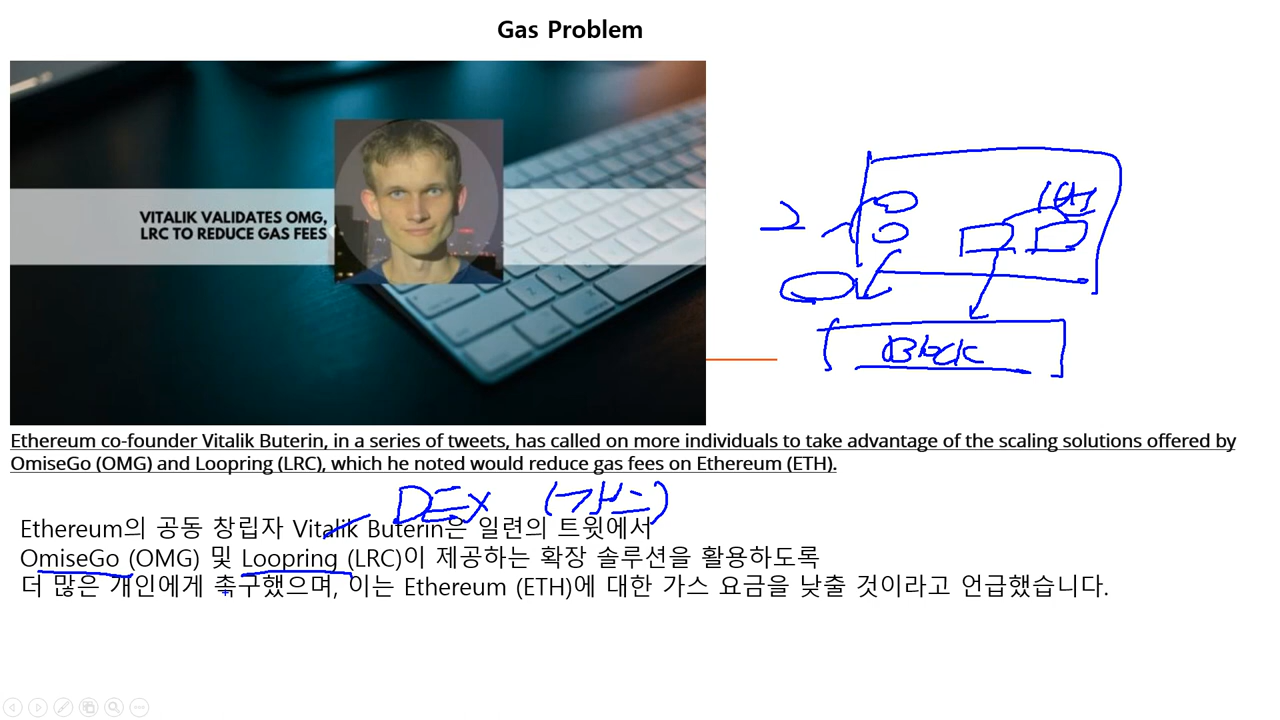 Gas Problem
VITALIK VALIDATES OMG,
LRC TO REDUCE GAS FEES
2
1ETH
Block
Ethereum co-founder Vitalik Buterin, in a series of tweets, has called on more individuals to take advantage of the scaling solutions offered by
OmiseGo (OMG) and Loopring (LRC), which he noted would reduce gas fees on Ethereum (ETH).
DEX (가스)
Ethereum의 공동 창립자 Vitalik Buterin은 일련의 트윗에서
OmiseGo (OMG) 및 Loopring (LRC)이 제공하는 확장 솔루션을 활용하도록
더 많은 개인에게 촉구했으며, 이는 Ethereum (ETH)에 대한 가스 요금을 낮출 것이라고 언급했습니다.